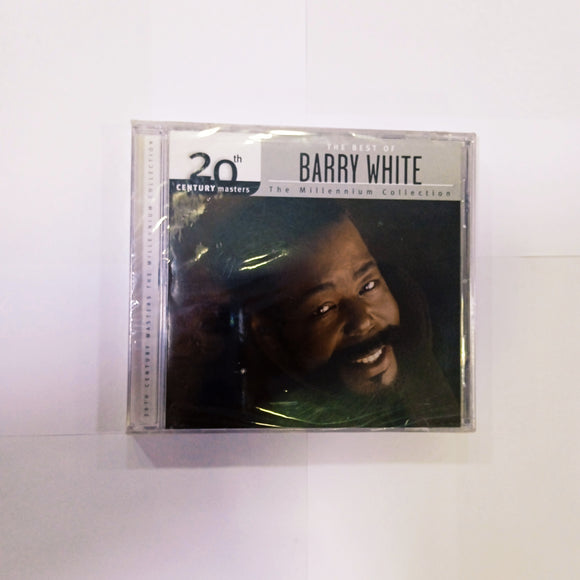 THE BEST OF
BARRY WHITE
The Millennium Collection
20th
CENTURY masters
20TH CENTURY MASTERS THE MILLENNIUM COLLECTION